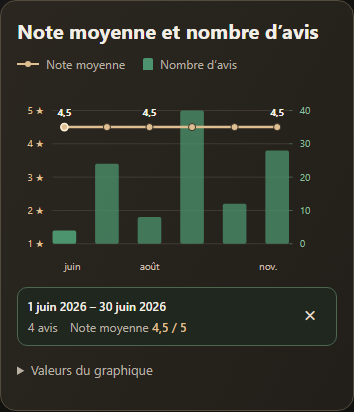 Note moyenne et nombre d’avis
Note moyenne Nombre d’avis
5 ★ 4,5 4,5 4,5 40
4 ★ 30
3 ★ 20
2 ★ 10
1 ★ 0
juin août nov.
1 juin 2026 – 30 juin 2026
4 avis Note moyenne 4,5 / 5
✕
▶ Valeurs du graphique